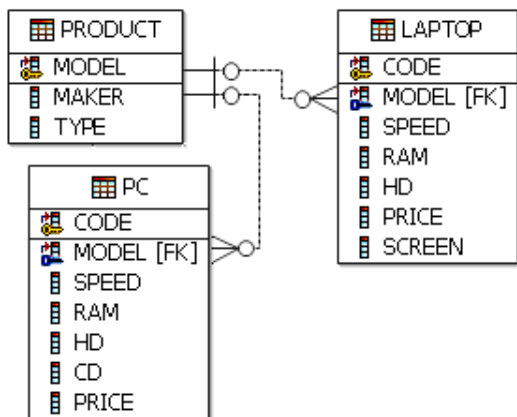 PRODUCT
MODEL
MAKER
TYPE
LAPTOP
CODE
MODEL [FK]
SPEED
RAM
HD
PRICE
SCREEN
PC
CODE
MODEL [FK]
SPEED
RAM
HD
CD
PRICE